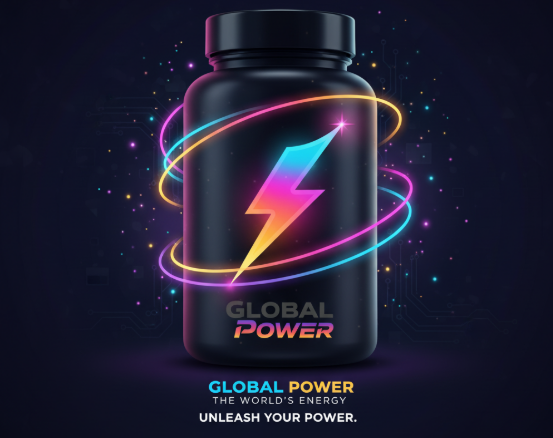 GLOBAL
POWER
GLOBAL POWER
THE WORLD'S ENERGY
UNLEASH YOUR POWER.